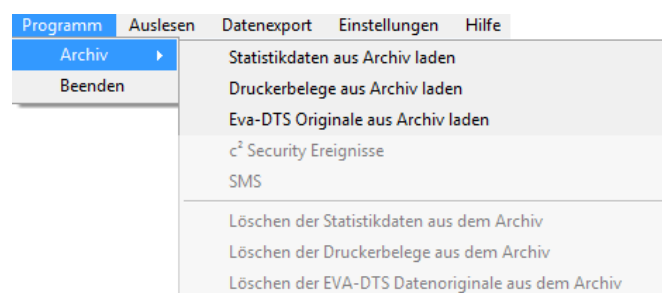 Programm Auslesen Datenexport Einstellungen Hilfe
Archiv
Beenden
Statistikdaten aus Archiv laden
Druckerbelege aus Archiv laden
Eva-DTS Originale aus Archiv laden
c² Security Ereignisse
SMS
Löschen der Statistikdaten aus dem Archiv
Löschen der Druckerbelege aus dem Archiv
Löschen der EVA-DTS Datenoriginale aus dem Archiv